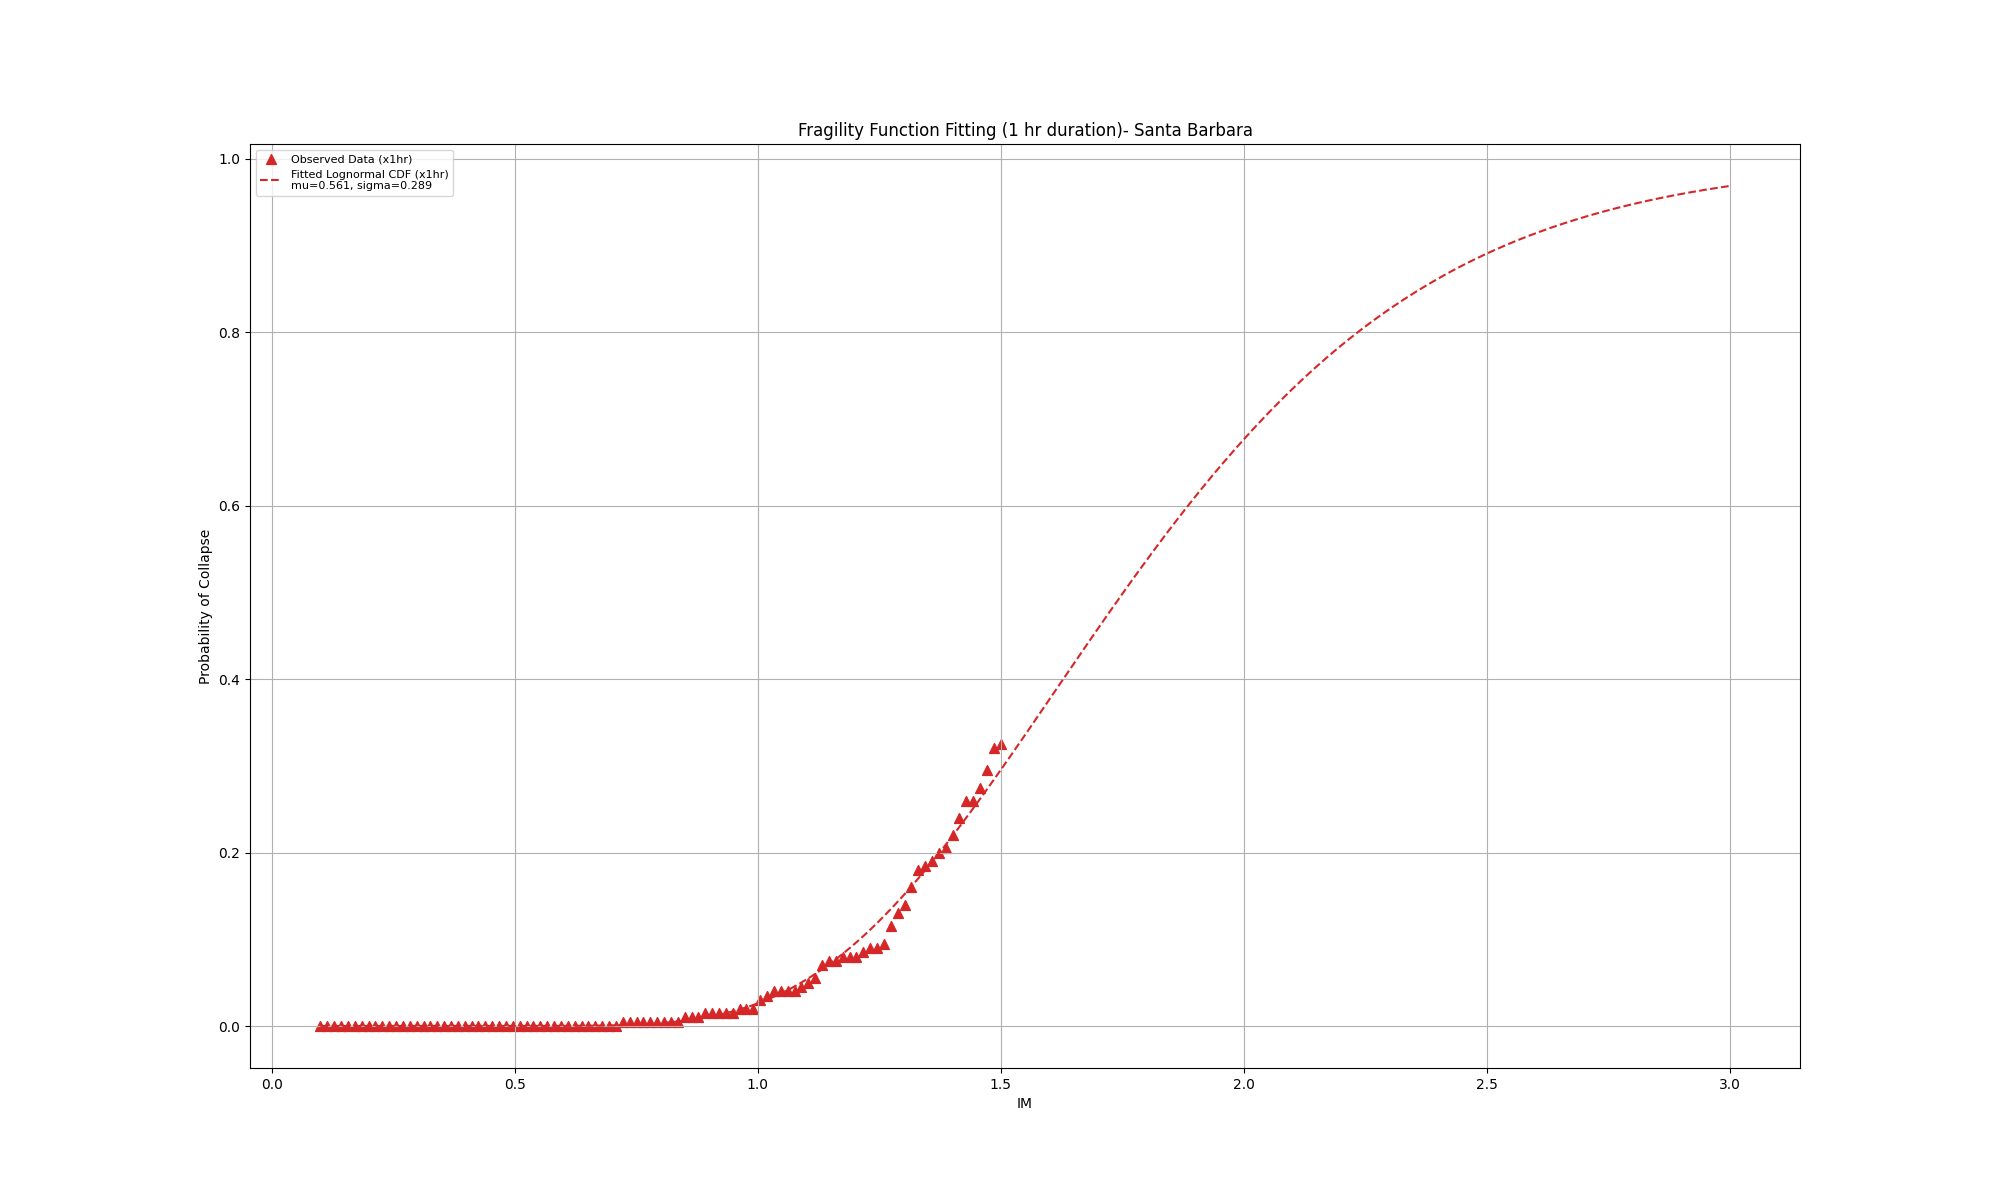 Fragility Function Fitting (1 hr duration)- Santa Barbara
Observed Data (x1hr)
Fitted Lognormal CDF (x1hr)
mu=0.561, sigma=0.289
1.0
0.8
0.6
0.4
0.2
0.0
Probability of Collapse
0.0
0.5
1.0
1.5
2.0
2.5
3.0
IM